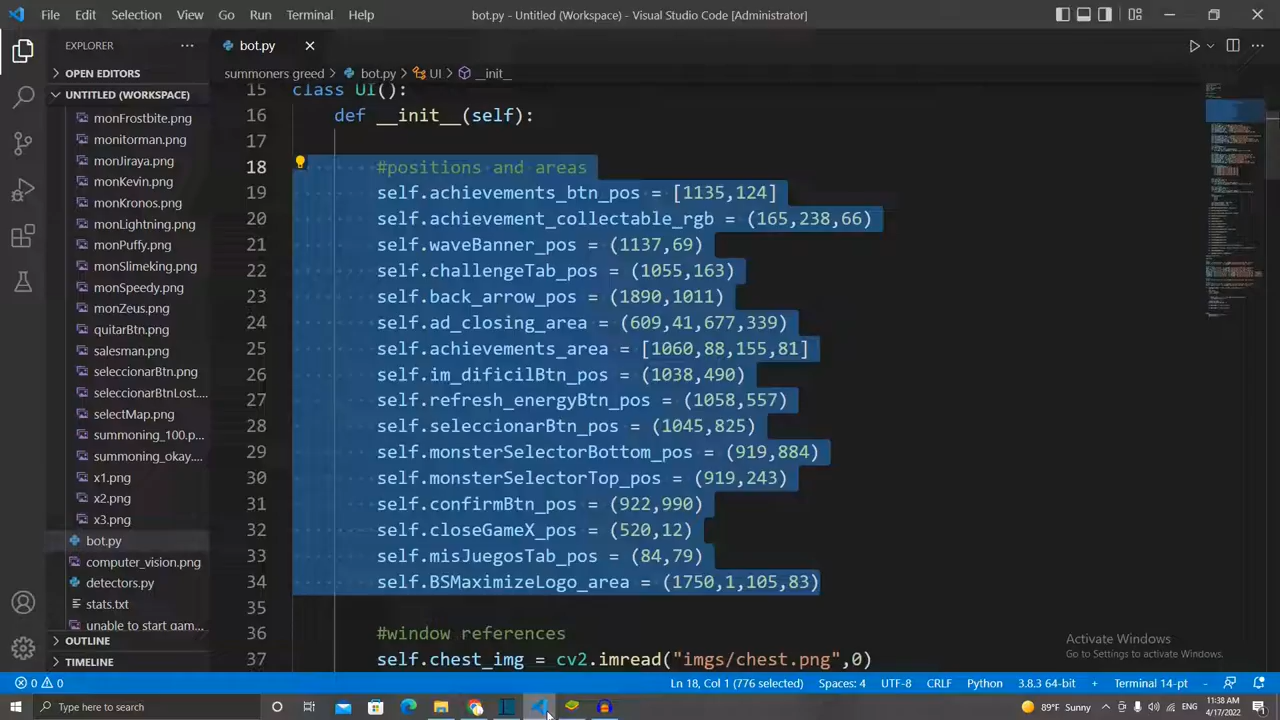 File Edit Selection View Go Run Terminal Help
bot.py - Untitled (Workspace) - Visual Studio Code [Administrator]
EXPLORER
bot.py
OPEN EDITORS
UNTITLED (WORKSPACE)
summoners greed > bot.py > UI > __init__
monFrostbite.png
monitorman.png
monJiraya.png
monKevin.png
monKronos.png
monLightning.png
monPuffy.png
monSlimeking.png
monSpeedy.png
monZeus.png
quitarBtn.png
salesman.png
seleccionarBtn.png
seleccionarBtnLost...
selectMap.png
summoning_100.p...
summoning_okay....
x1.png
x2.png
x3.png
bot.py
computer_vision.png
detectors.py
stats.txt
unable to start gam...
OUTLINE
TIMELINE
15 class UI():
16 def __init__(self):
17
18 #positions and areas
19 self.achievements_btn_pos = [1135,124]
20 self.achievement_collectable_rgb =
21 self.waveBanner_pos = (1137,69)
22 self.challengeTab_pos = (1055,163)
23 self.back_arrow_pos = (1890,1011)
24 self.ad_closing_area =
25 self.achievements_area = [1060,88,155,81]
26 self.im_dificilBtn_pos = (1038,490)
27 self.refresh_energyBtn_pos = (1058,557)
28 self.seleccionarBtn_pos = (1045,825)
29 self.monsterSelectorBottom_pos = (919,884)
30 self.monsterSelectorTop_pos = (919,243)
31 self.confirmBtn_pos = (922,990)
32 self.closeGameX_pos = (520,12)
33 self.misJuegosTab_pos = (84,79)
34 self.BSMaximizeLogo_area = (1750,1,105,83)
35
36 #window references
37 self.chest_img = cv2.imread("imgs/chest.png",0)
Activate Windows
Go to Settings to activate Windows.
0 0 Ln 18, Col 1 (776 selected) Spaces: 4 UTF-8 CRLF Python 3.8.3 64-bit + Terminal 14-pt -
Type here to search
89°F Sunny
11:38 AM
4/17/2022